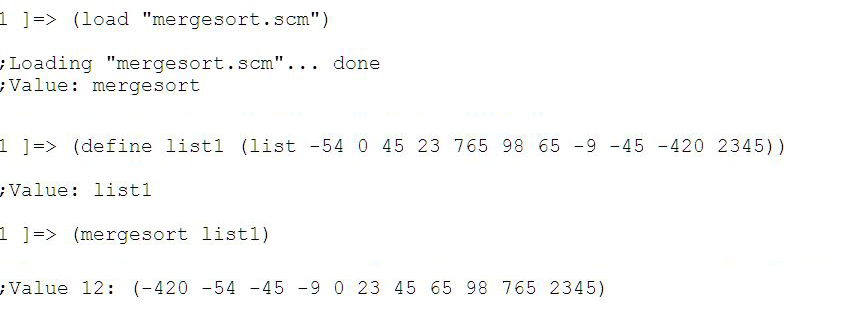 1 ]=> (load "mergesort.scm")
;Loading "mergesort.scm"... done
;Value: mergesort
1 ]=> (define list1 (list -54 0 45 23 765 98 65 -9 -45 -420 2345))
;Value: list1
1 ]=> (mergesort list1)
;Value 12: (-420 -54 -45 -9 0 23 45 65 98 765 2345)